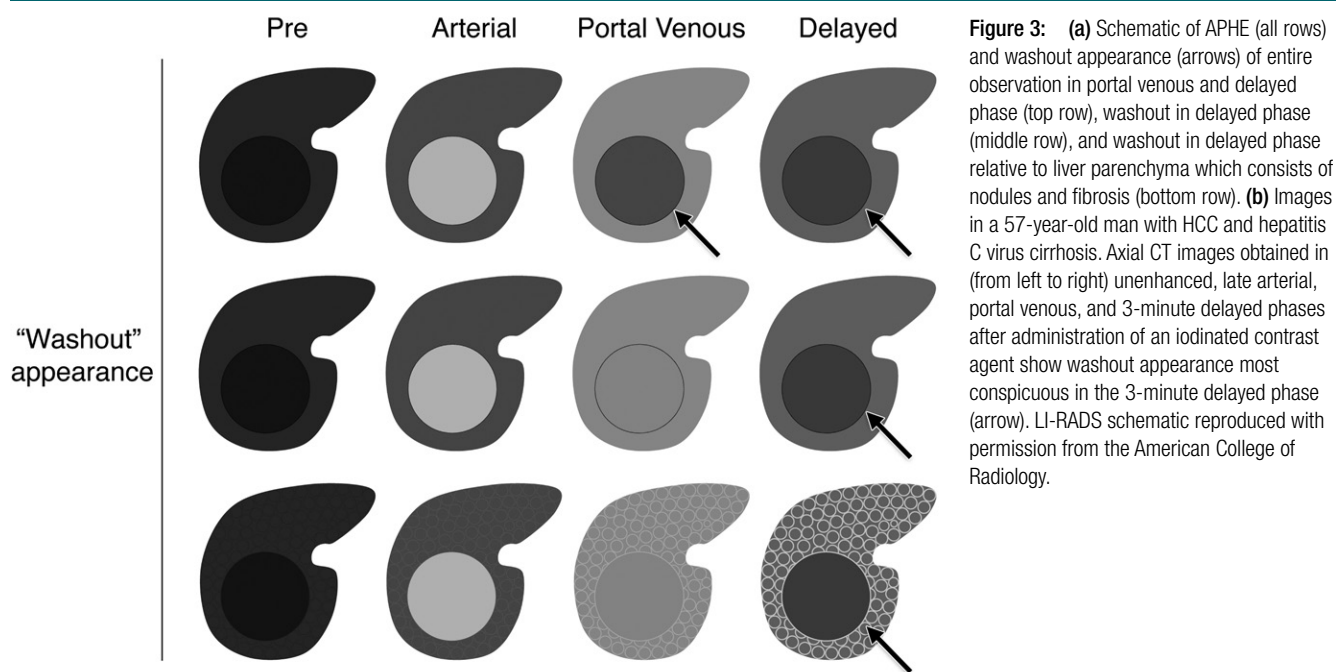 Pre Arterial Portal Venous Delayed
"Washout"
appearance
Figure 3: (a) Schematic of APHE (all rows)
and washout appearance (arrows) of entire
observation in portal venous and delayed
phase (top row), washout in delayed phase
(middle row), and washout in delayed phase
relative to liver parenchyma which consists of
nodules and fibrosis (bottom row). (b) Images
in a 57-year-old man with HCC and hepatitis
C virus cirrhosis. Axial CT images obtained in
(from left to right) unenhanced, late arterial,
portal venous, and 3-minute delayed phases
after administration of an iodinated contrast
agent show washout appearance most
conspicuous in the 3-minute delayed phase
(arrow). LI-RADS schematic reproduced with
permission from the American College of
Radiology.